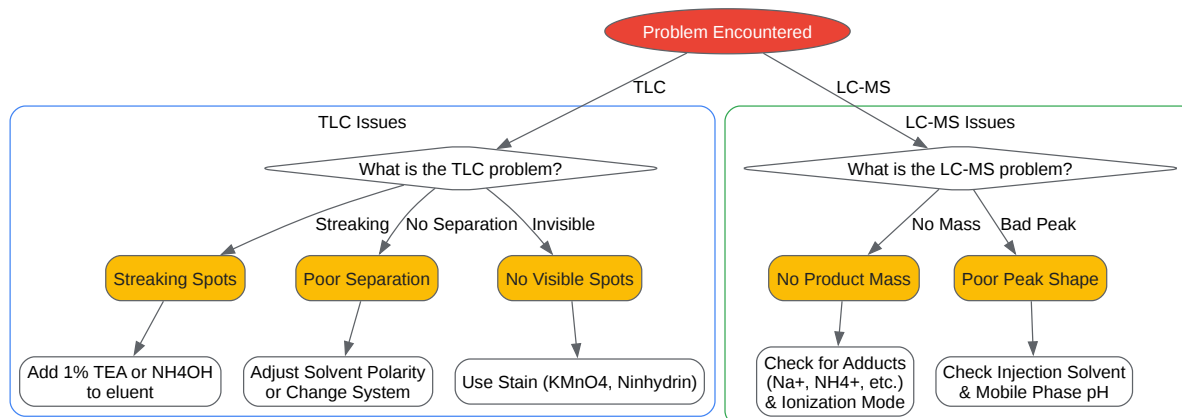 Problem Encountered
TLC
LC-MS
TLC Issues
LC-MS Issues
What is the TLC problem?
What is the LC-MS problem?
Streaking
No Separation
Invisible
No Mass
Bad Peak
Streaking Spots
Poor Separation
No Visible Spots
No Product Mass
Poor Peak Shape
Add 1% TEA or NH4OH
to eluent
Adjust Solvent Polarity
or Change System
Use Stain (KMnO4, Ninhydrin)
Check for Adducts
(Na+, NH4+, etc.)
& Ionization Mode
Check Injection Solvent
& Mobile Phase pH